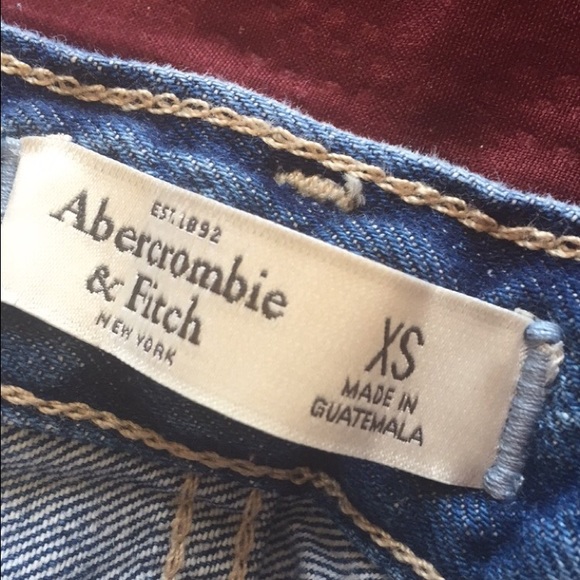 EST. 1892
Abercrombie
& Fitch
NEW YORK
XS
MADE IN
GUATEMALA